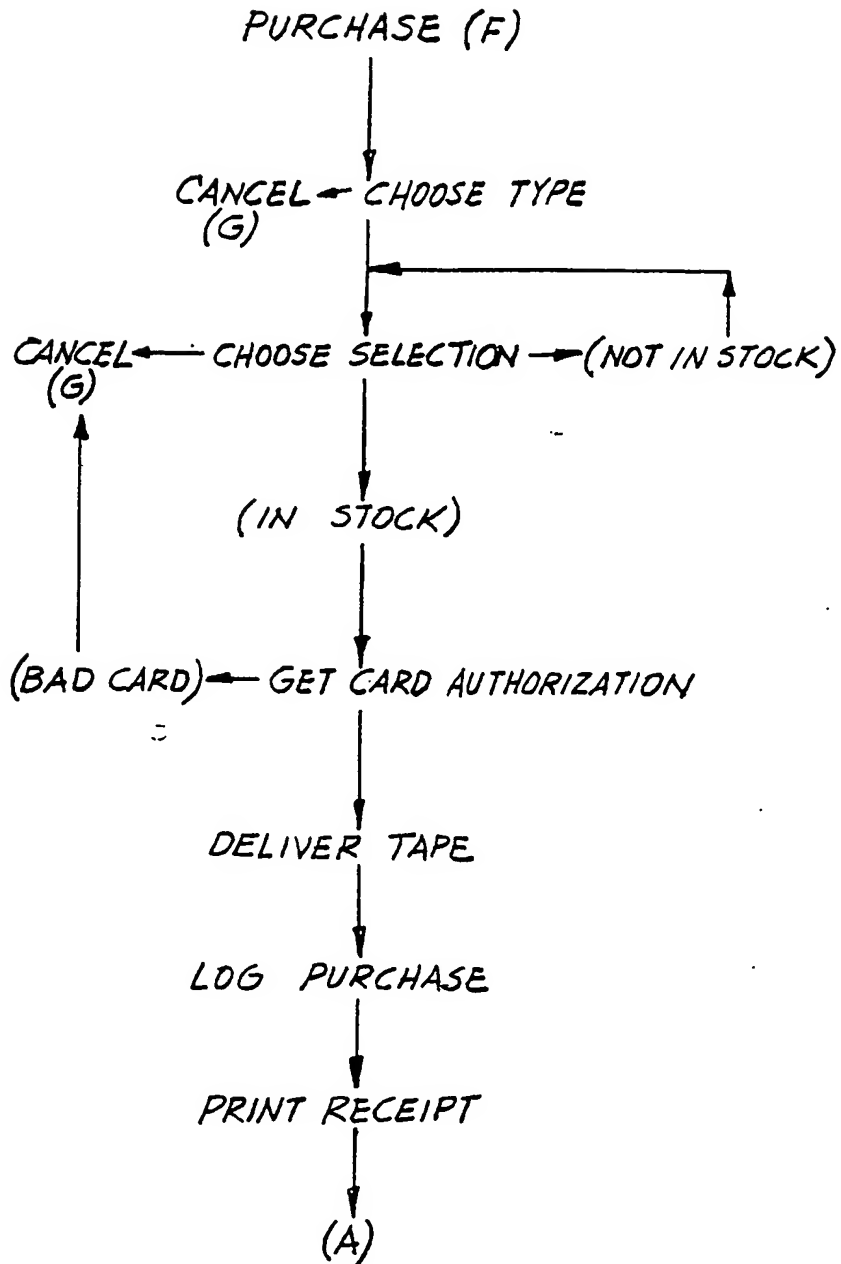 PURCHASE (F)
CANCEL CHOOSE TYPE
(G)
CANCEL CHOOSE SELECTION (NOT IN STOCK)
(G)
(IN STOCK)
(BAD CARD) GET CARD AUTHORIZATION
DELIVER TAPE
LOG PURCHASE
PRINT RECEIPT
(A)